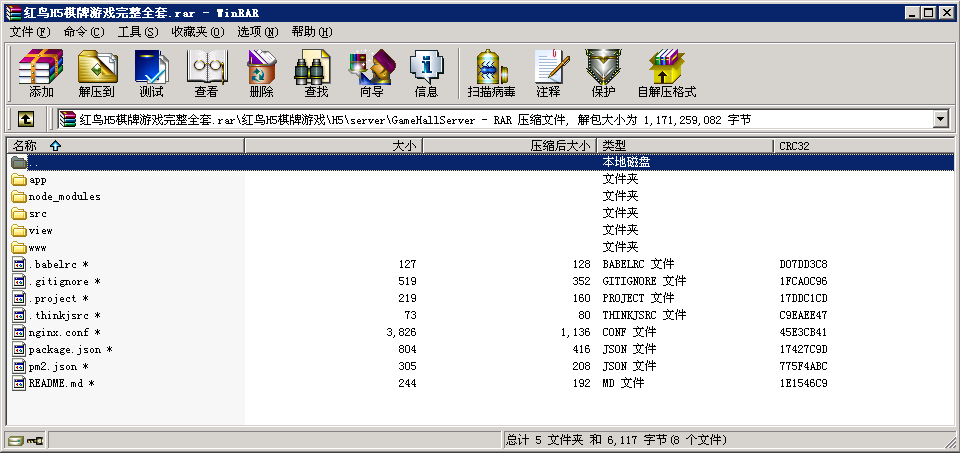 红鸟H5棋牌游戏完整全套.rar - WinRAR
文件(F) 命令(C) 工具(S) 收藏夹(O) 选项(N) 帮助(H)
添加 解压到 测试 查看 删除 查找 向导 信息 扫描病毒 注释 保护 自解压格式
红鸟H5棋牌游戏完整全套.rar\红鸟H5棋牌游戏\H5\server\GameHallServer - RAR 压缩文件, 解包大小为 1,171,259,082 字节
名称 大小 压缩后大小 类型 CRC32
.. 本地磁盘
app 文件夹
node_modules 文件夹
src 文件夹
view 文件夹
www 文件夹
.babelrc * 127 128 BABELRC 文件 D07DD3C8
.gitignore * 519 352 GITIGNORE 文件 1FCA0C96
.project * 219 160 PROJECT 文件 17DDC1CD
.thinkjsrc * 73 80 THINKJSRC 文件 C9EAEE47
nginx.conf * 3,826 1,136 CONF 文件 45E3CB41
package.json * 804 416 JSON 文件 17427C9D
pm2.json * 305 208 JSON 文件 775F4ABC
README.md * 244 192 MD 文件 1E1546C9
总计 5 文件夹 和 6,117 字节(8 个文件)